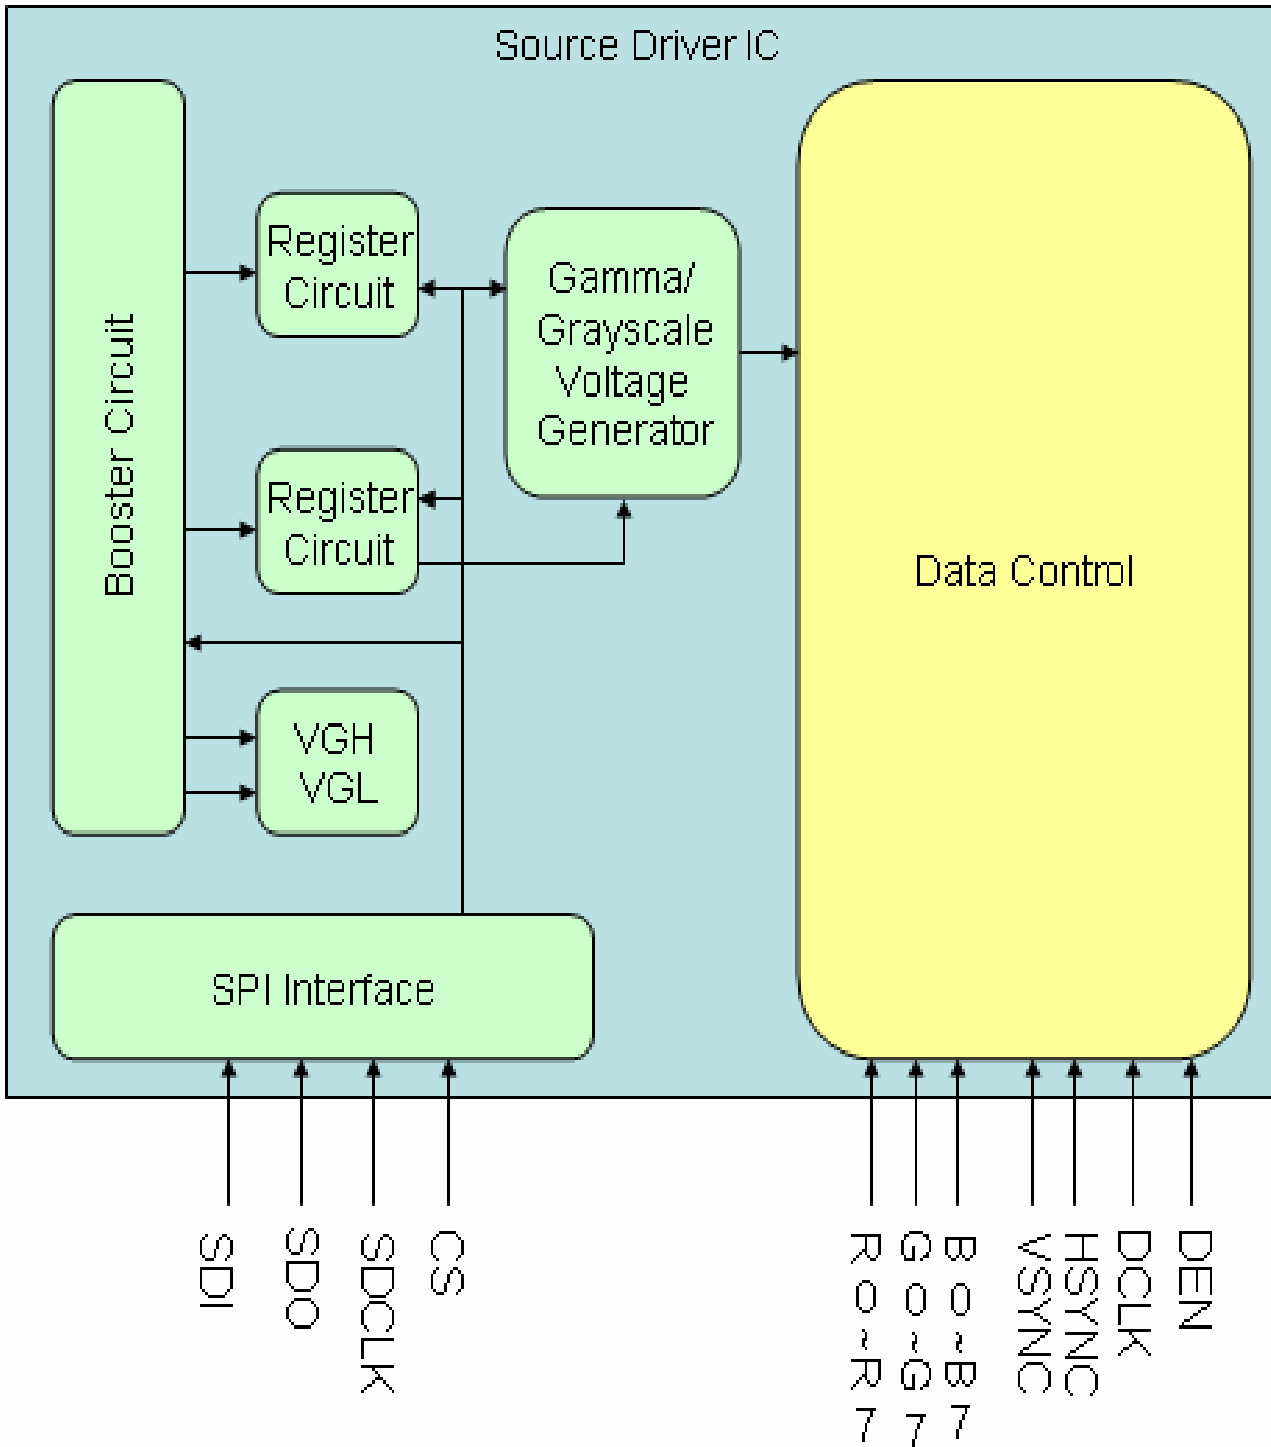 Source Driver IC
Booster Circuit
Register
Circuit
Gamma/
Grayscale
Voltage
Generator
Register
Circuit
Data Control
VGH
VGL
SPI Interface
SDI
SDO
SDCLK
CS
R0~R7
G0~G7
B0~B7
VSYNC
HSYNC
DCLK
DEN